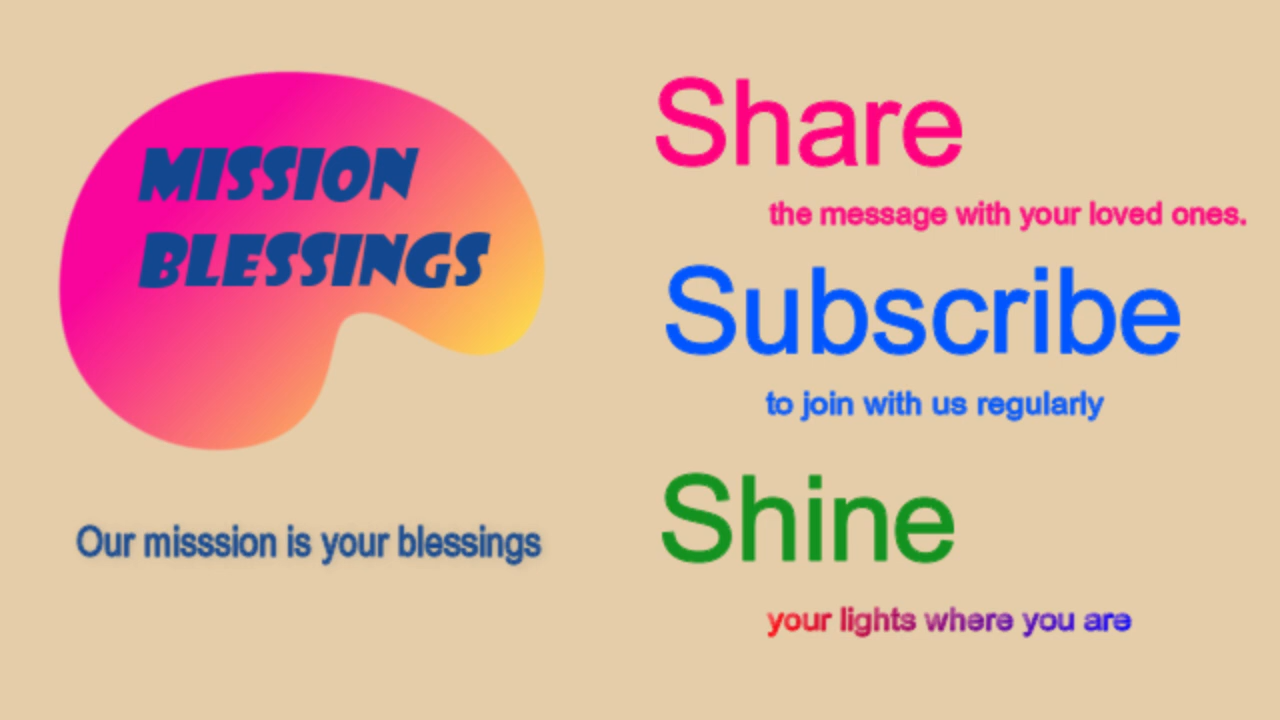 MISSION
BLESSINGS
Our misssion is your blessings
Share
the message with your loved ones.
Subscribe
to join with us regularly
Shine
your lights where you are